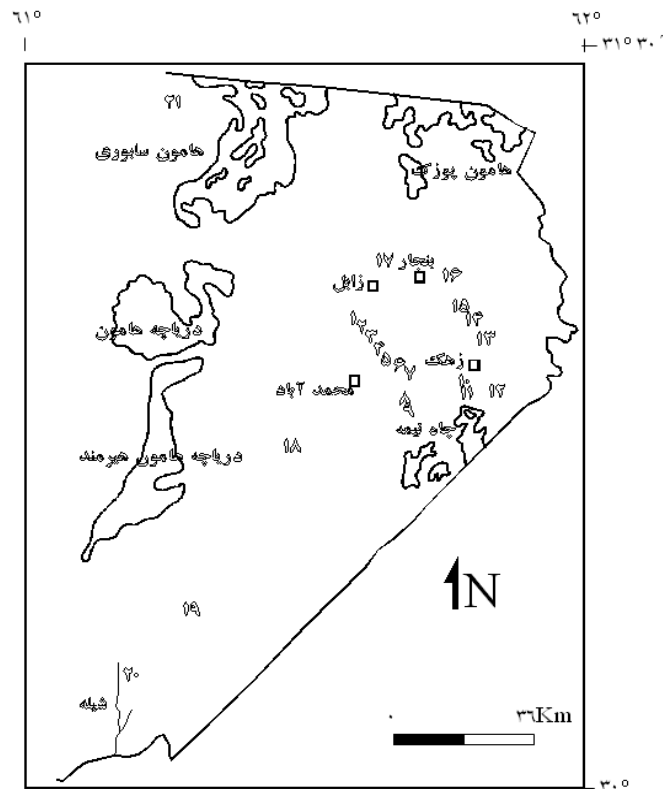 ۶۱° ۶۲°
۳۱° ۳۰'
۲۱
هامون سابوری
هامون پوزک
۱۷ بنجار ۱۶
زابل
۱۵
۱۴
دریاچه هامون
۱
۲
۳
۴
۵
۶
۷
۱۳
زهک
محمد آباد
۱۰
۱۱
۱۲
۹
چاه نیمه
۱۸
دریاچه هامون هیرمند
N
۱۹
۲۰
شیله
۰ ۳۶Km
۳۰°